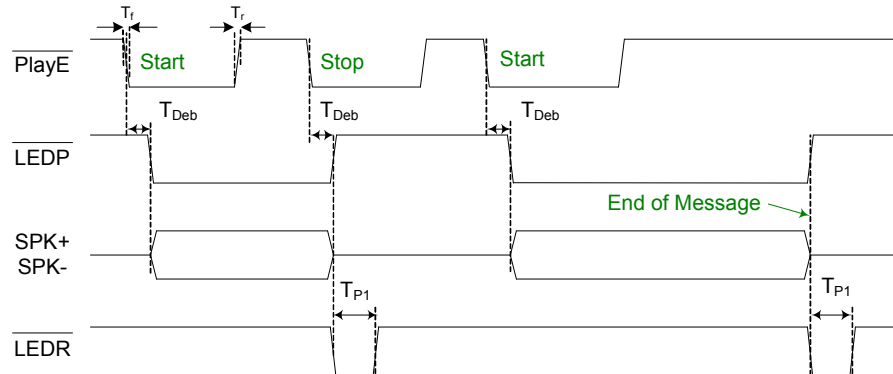 Tf Tr
PlayE Start Stop Start
TDeb TDeb TDeb
LEDP
End of Message
SPK+
SPK-
TP1 TP1
LEDR